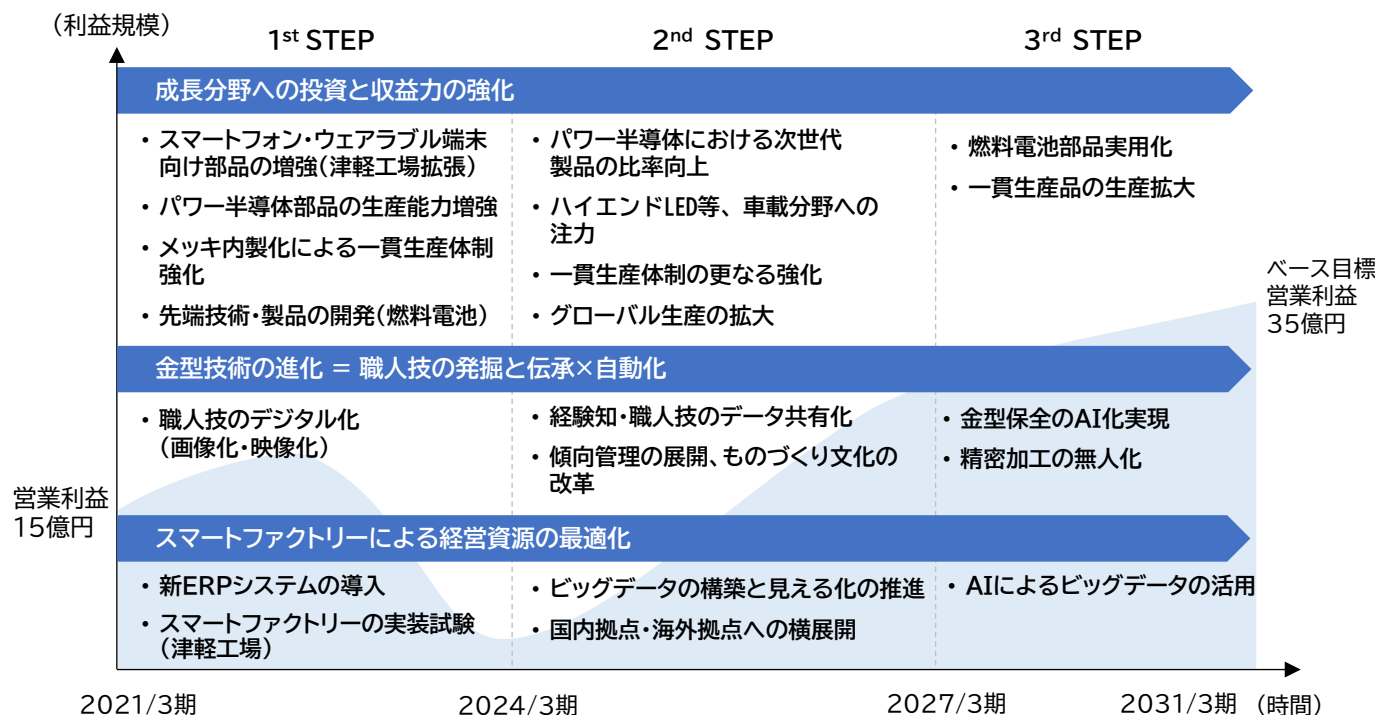 (利益規模)
1st STEP
2nd STEP
3rd STEP
成長分野への投資と収益力の強化
・スマートフォン・ウェアラブル端末
向け部品の増強(津軽工場拡張)
・パワー半導体部品の生産能力増強
・メッキ内製化による一貫生産体制
強化
・先端技術・製品の開発(燃料電池)
・パワー半導体における次世代
製品の比率向上
・ハイエンドLED等、車載分野への
注力
・一貫生産体制の更なる強化
・グローバル生産の拡大
・燃料電池部品実用化
・一貫生産品の生産拡大
ベース目標
営業利益
35億円
金型技術の進化 = 職人技の発掘と伝承×自動化
・職人技のデジタル化
(画像化・映像化)
・経験知・職人技のデータ共有化
・傾向管理の展開、ものづくり文化の
改革
・金型保全のAI化実現
・精密加工の無人化
営業利益
15億円
スマートファクトリーによる経営資源の最適化
・新ERPシステムの導入
・スマートファクトリーの実装試験
(津軽工場)
・ビッグデータの構築と見える化の推進
・国内拠点・海外拠点への横展開
・AIによるビッグデータの活用
2021/3期
2024/3期
2027/3期
2031/3期
(時間)